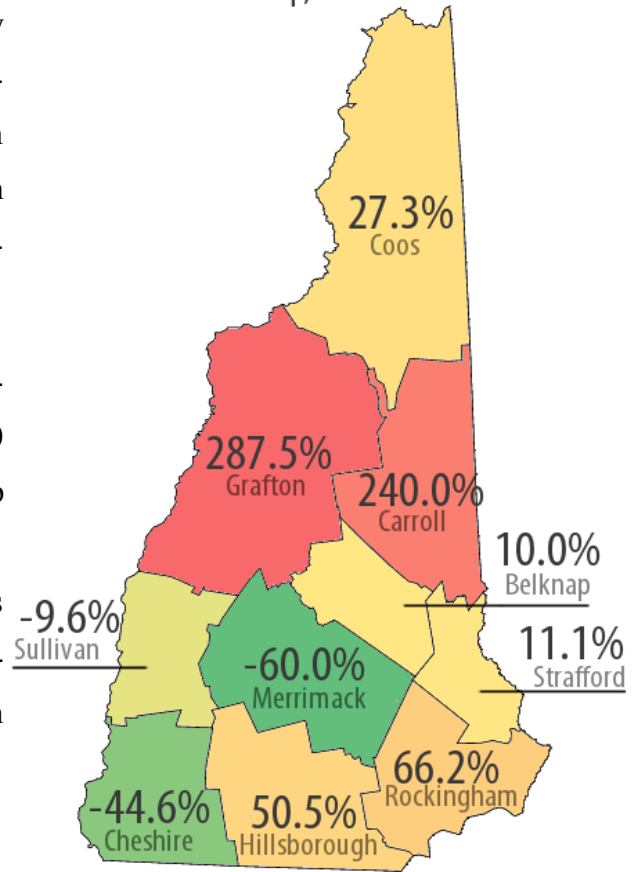 27.3%
Coos
287.5%
Grafton
240.0%
Carroll
10.0%
Belknap
-9.6%
Sullivan
11.1%
Strafford
-60.0%
Merrimack
66.2%
Rockingham
-44.6%
Cheshire
50.5%
Hillsborough